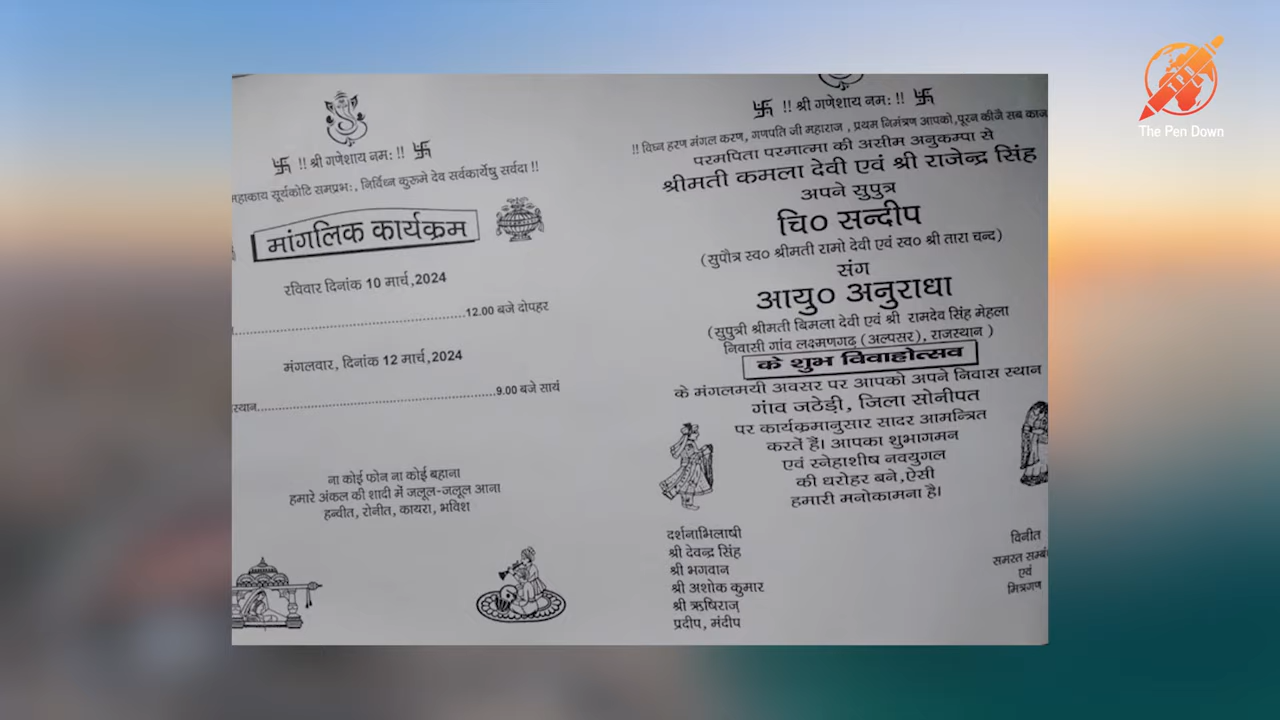 !! श्री गणेशाय नम: !!
महाकाय सूर्यकोटि समप्रभ:, निर्विघ्न कुरूमे देव सर्वकार्येषु सर्वदा !!
मांगलिक कार्यक्रम
रविवार दिनांक 10 मार्च,2024
12.00 बजे दोपहर
मंगलवार, दिनांक 12 मार्च,2024
स्थान 9.00 बजे सायं
ना कोई फोन ना कोई बहाना
हमारे अंकल की शादी में जलूल-जलूल आना
हन्वीत, रोनीत, कायरा, भविश
!! श्री गणेशाय नम: !!
!! विघ्न हरण मंगल करण, गणपति जी महाराज , प्रथम निमंत्रण आपको,पूरन कीजै सब काज
परमपिता परमात्मा की असीम अनुकम्पा से
श्रीमती कमला देवी एवं श्री राजेन्द्र सिंह
अपने सुपुत्र
चि० सन्दीप
(सुपौत्र स्व० श्रीमती रामो देवी एवं स्व० श्री तारा चन्द)
संग
आयु० अनुराधा
(सुपुत्री श्रीमती बिमला देवी एवं श्री रामदेव सिंह मेहला
निवासी गांव लक्ष्मणगढ़ (अल्पसर), राजस्थान )
के शुभ विवाहोत्सव
के मंगलमयी अवसर पर आपको अपने निवास स्थान
गांव जठेड़ी, जिला सोनीपत
पर कार्यक्रमानुसार सादर आमन्त्रित
करतें हैं। आपका शुभागमन
एवं स्नेहाशीष नवयुगल
की धरोहर बने,ऐसी
हमारी मनोकामना है।
दर्शनाभिलाषी
श्री देवन्द्र सिंह
श्री भगवान
श्री अशोक कुमार
श्री ऋषिराज
प्रदीप, मंदीप
विनीत
समस्त
एवं
मित्रगण
The Pen Down